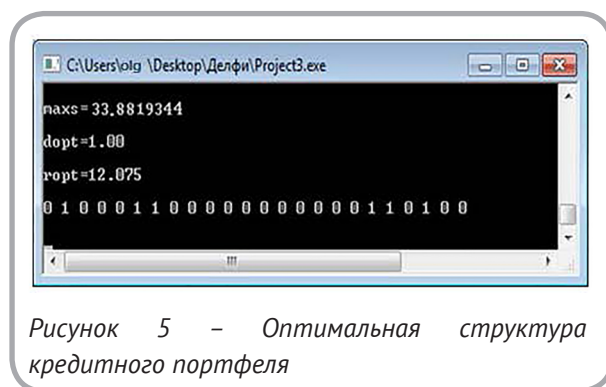 C:\Users\olg \Desktop\Делфи\Project3.exe
maxs=33.8819344
dopt=1.00
ropt=12.075
0 1 0 0 0 1 1 0 0 0 0 0 0 0 0 0 0 0 1 1 0 1 0 0
Рисунок 5 – Оптимальная структура
кредитного портфеля